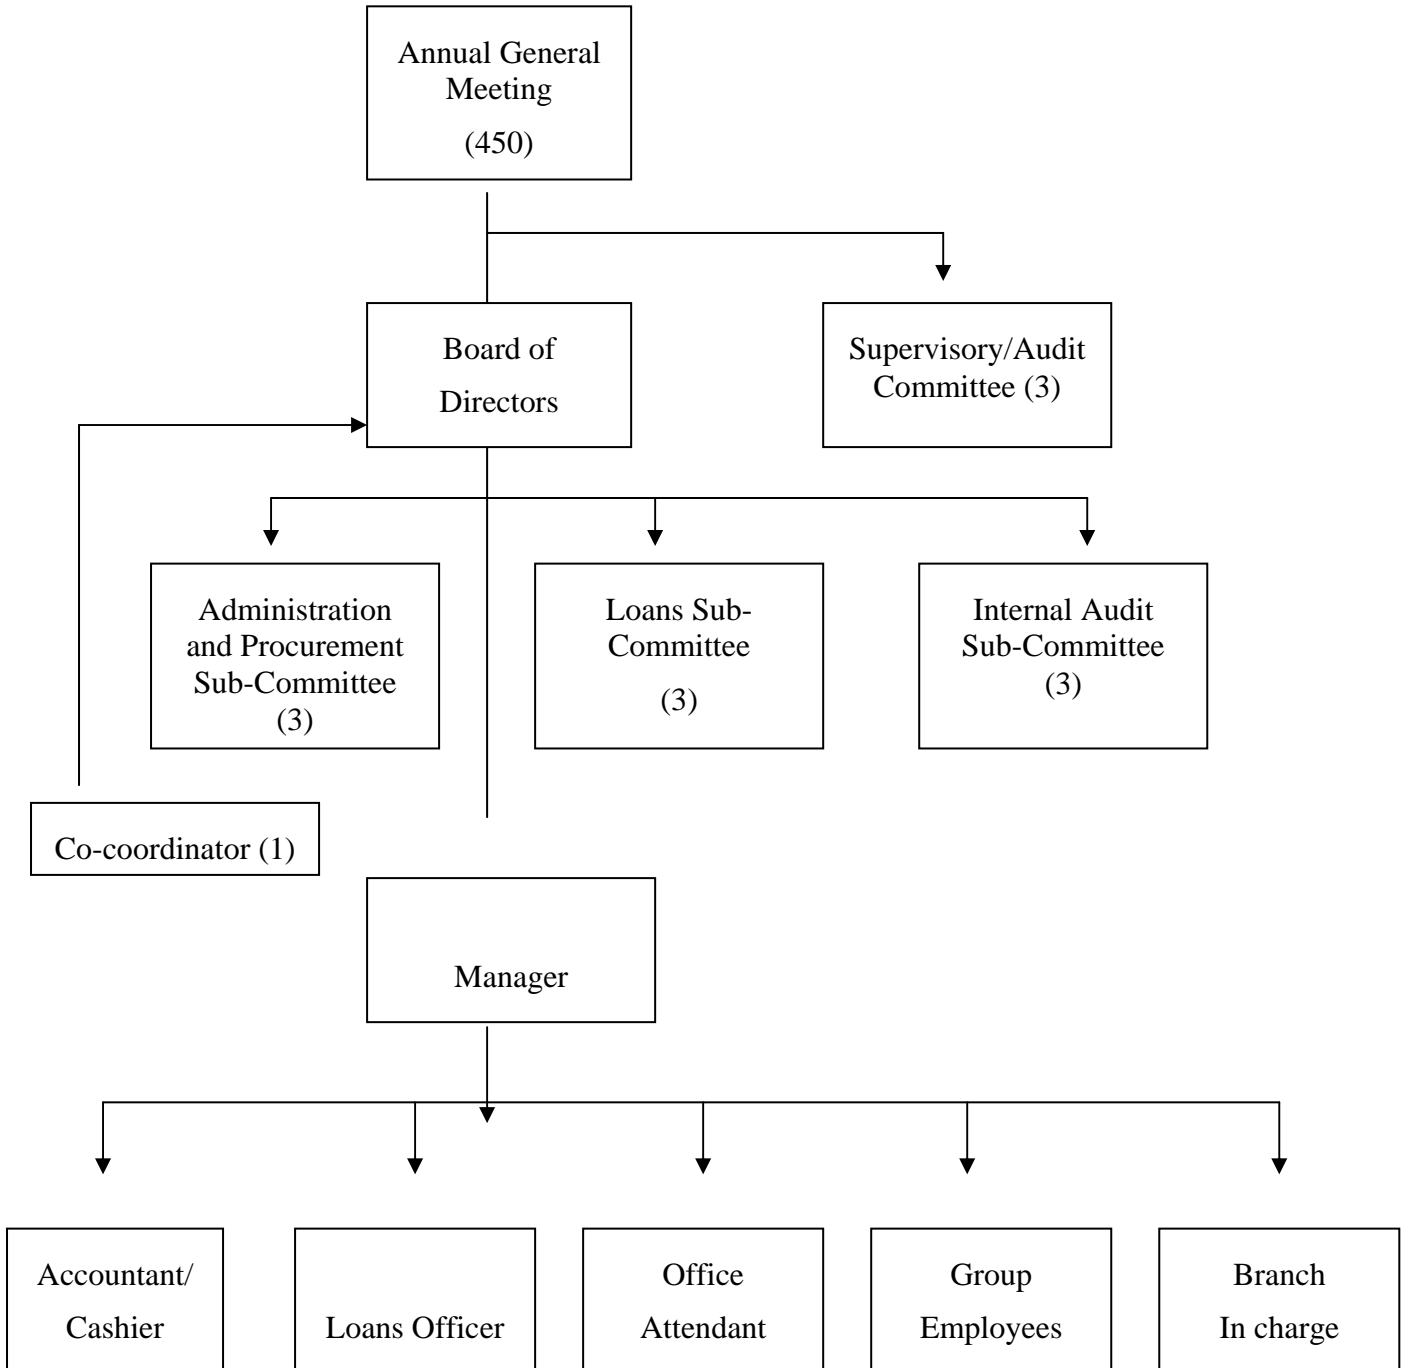 Annual General
Meeting
(450)
Board of
Directors
Supervisory/Audit
Committee (3)
Administration
and Procurement
Sub-Committee
(3)
Loans Sub-
Committee
(3)
Internal Audit
Sub-Committee
(3)
Co-coordinator (1)
Manager
Accountant/
Cashier
Loans Officer
Office
Attendant
Group
Employees
Branch
In charge